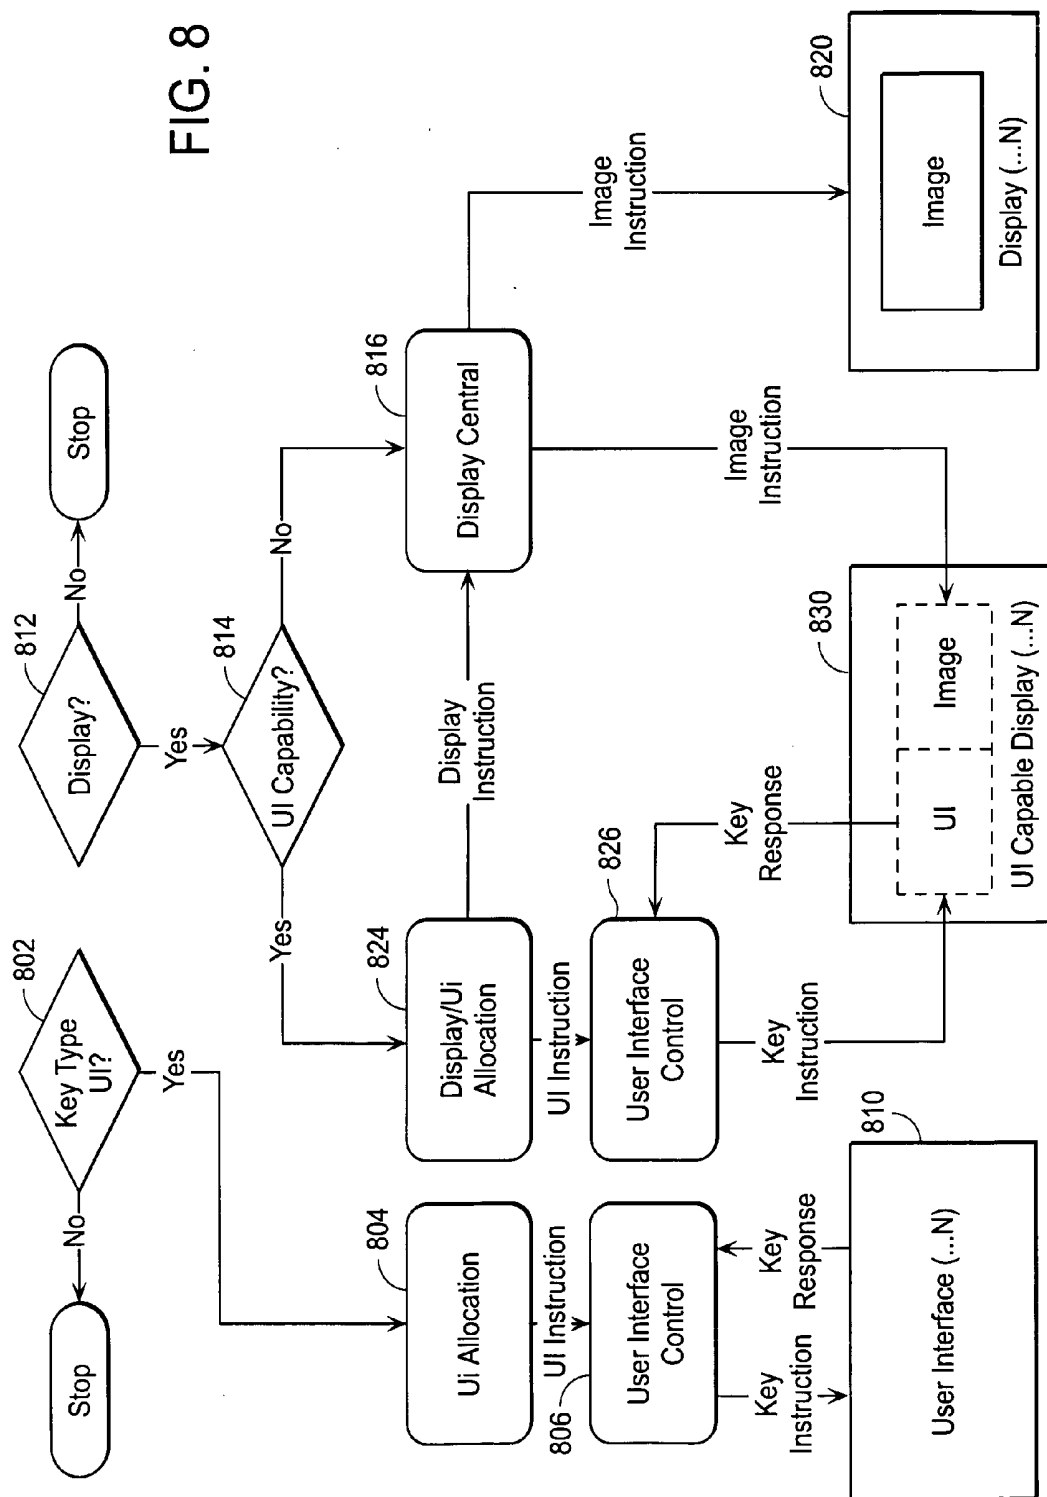 FIG. 8
Stop
No
802
Key Type
UI?
Yes
804
Ui Allocation
UI Instruction
806
User Interface
Control
Key
Instruction
Key
Response
810
User Interface (...N)
812
Display?
No
Stop
Yes
814
UI Capability?
Yes
No
824
Display/Ui
Allocation
Display
Instruction
816
Display Central
UI Instruction
826
User Interface
Control
Key
Instruction
Key
Response
Image
Instruction
Image
Instruction
830
UI
Image
UI Capable Display (...N)
820
Image
Display (...N)